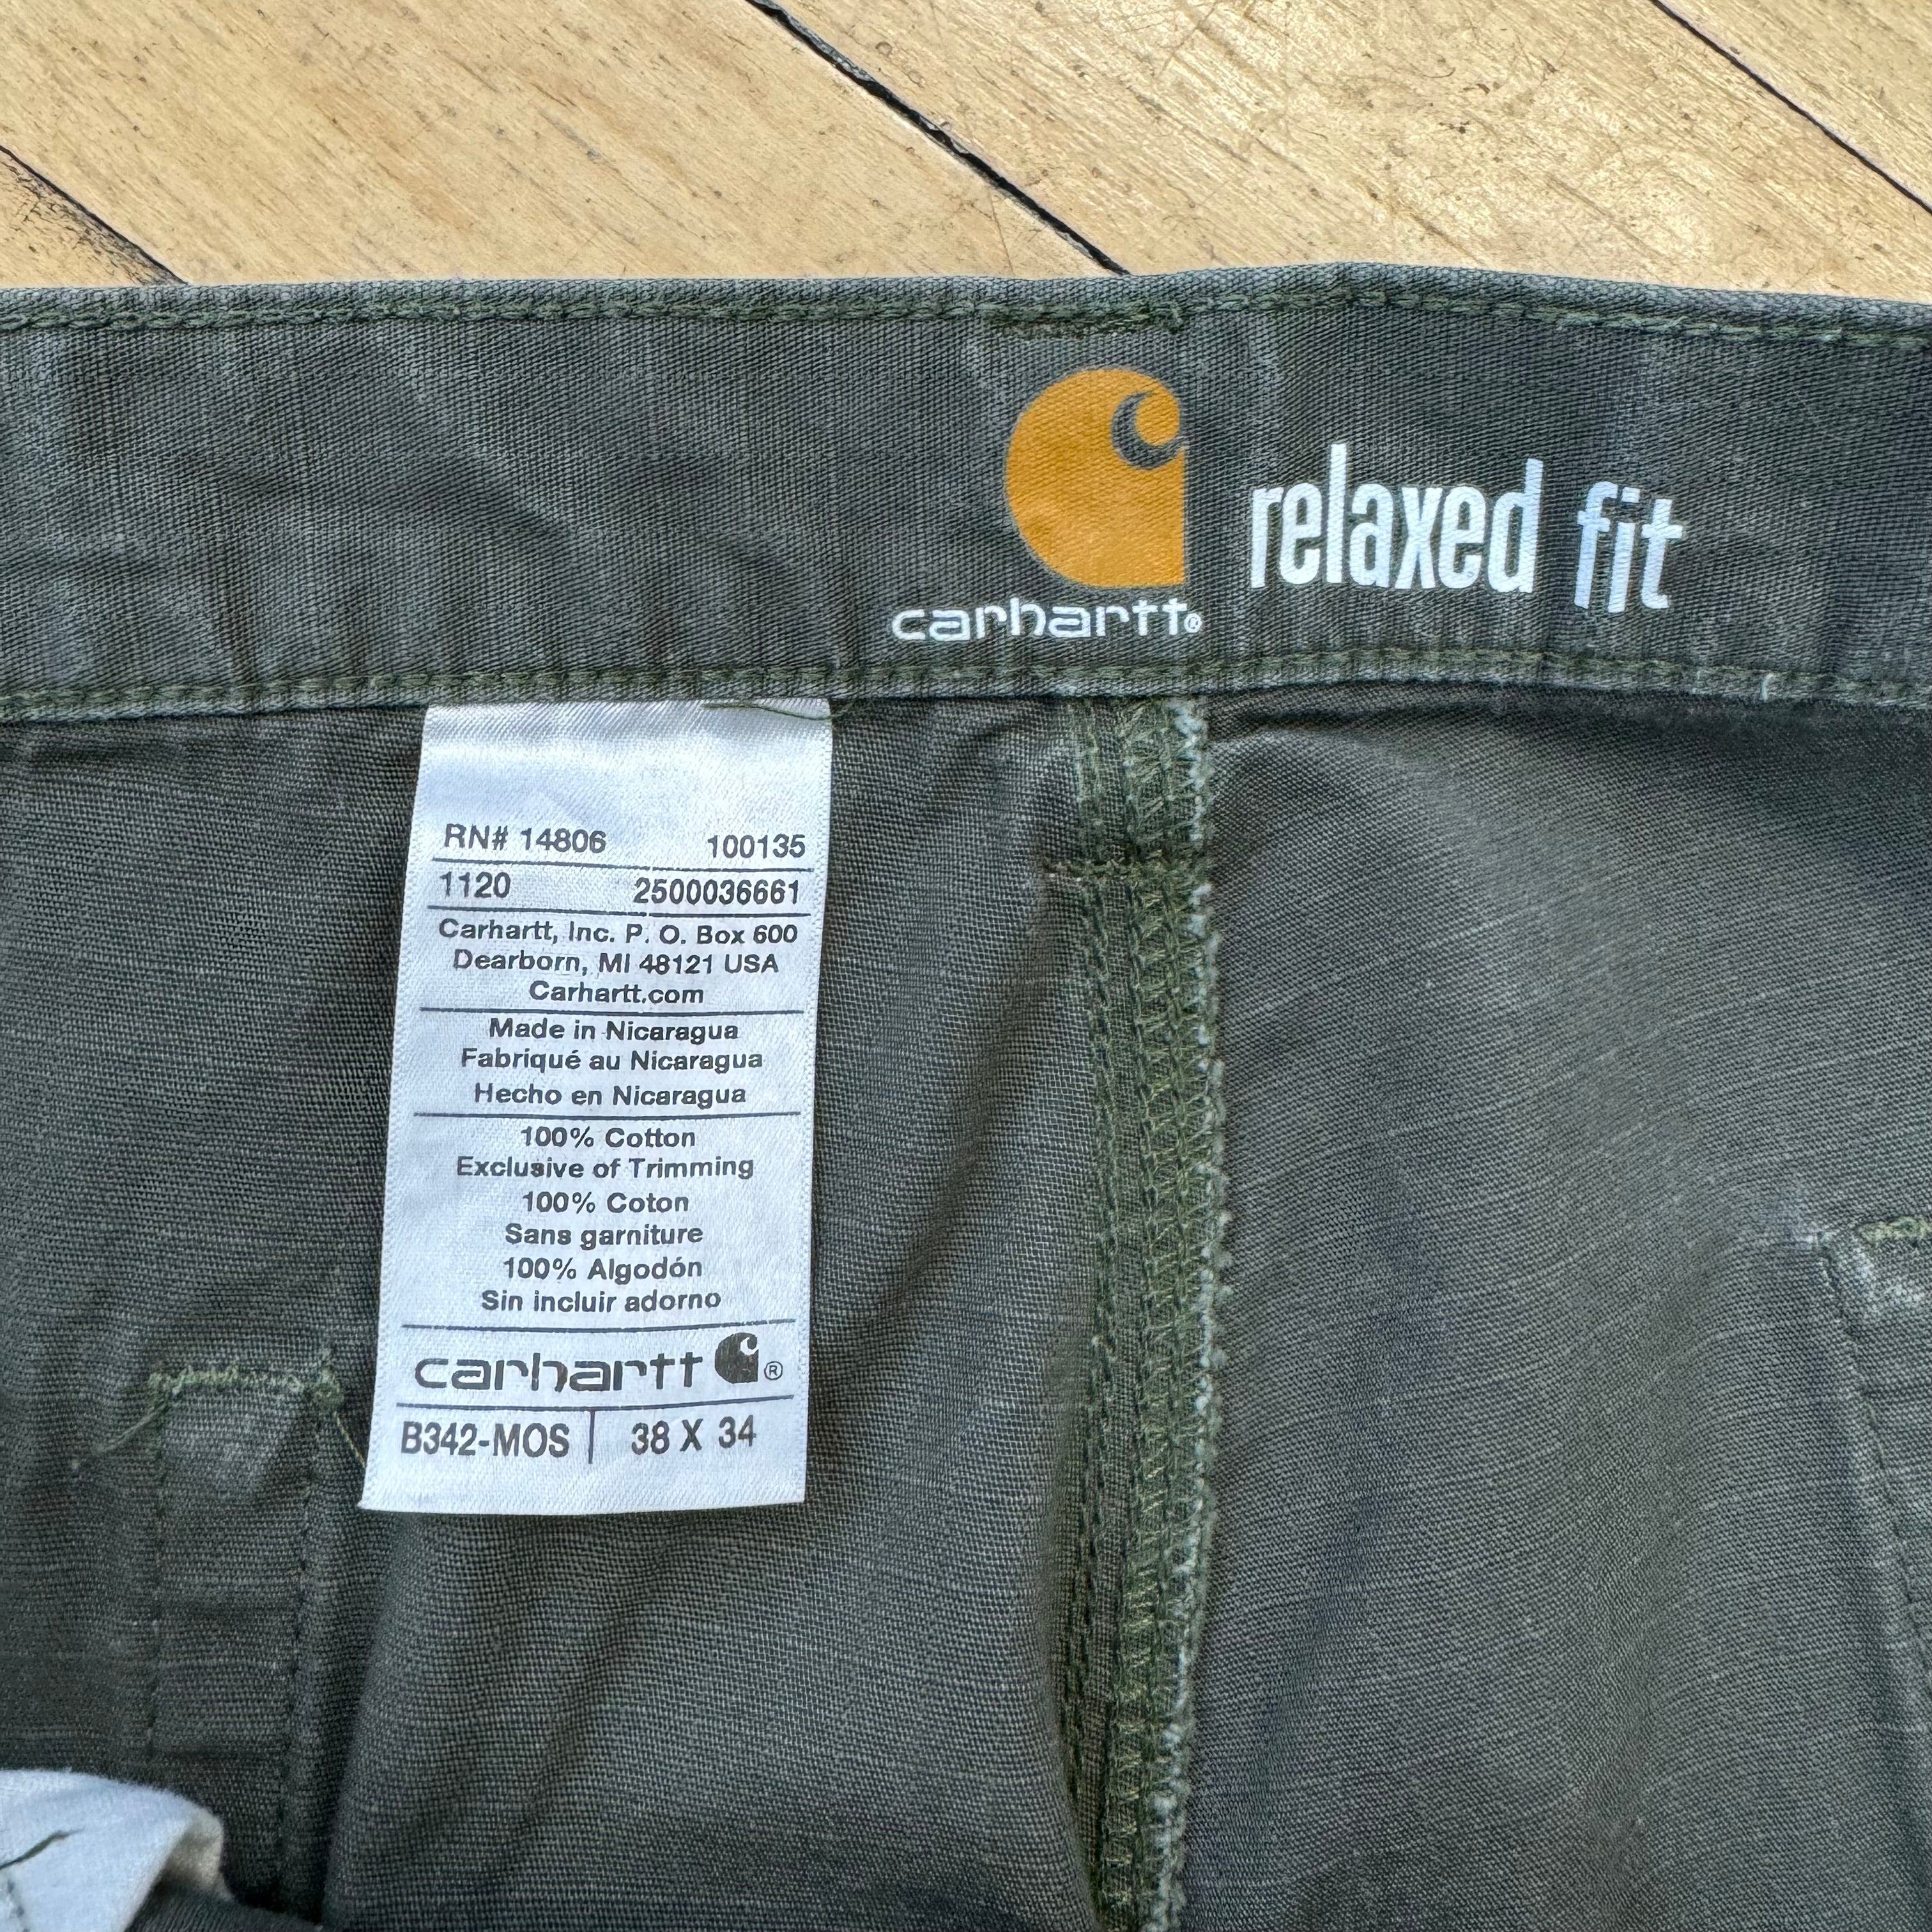 carhartt®
relaxed fit
RN# 14806 100135
1120 2500036661
Carhartt, Inc. P. O. Box 600
Dearborn, MI 48121 USA
Carhartt.com
Made in Nicaragua
Fabriqué au Nicaragua
Hecho en Nicaragua
100% Cotton
Exclusive of Trimming
100% Coton
Sans garniture
100% Algodón
Sin incluir adorno
carhartt ®
B342-MOS | 38 X 34